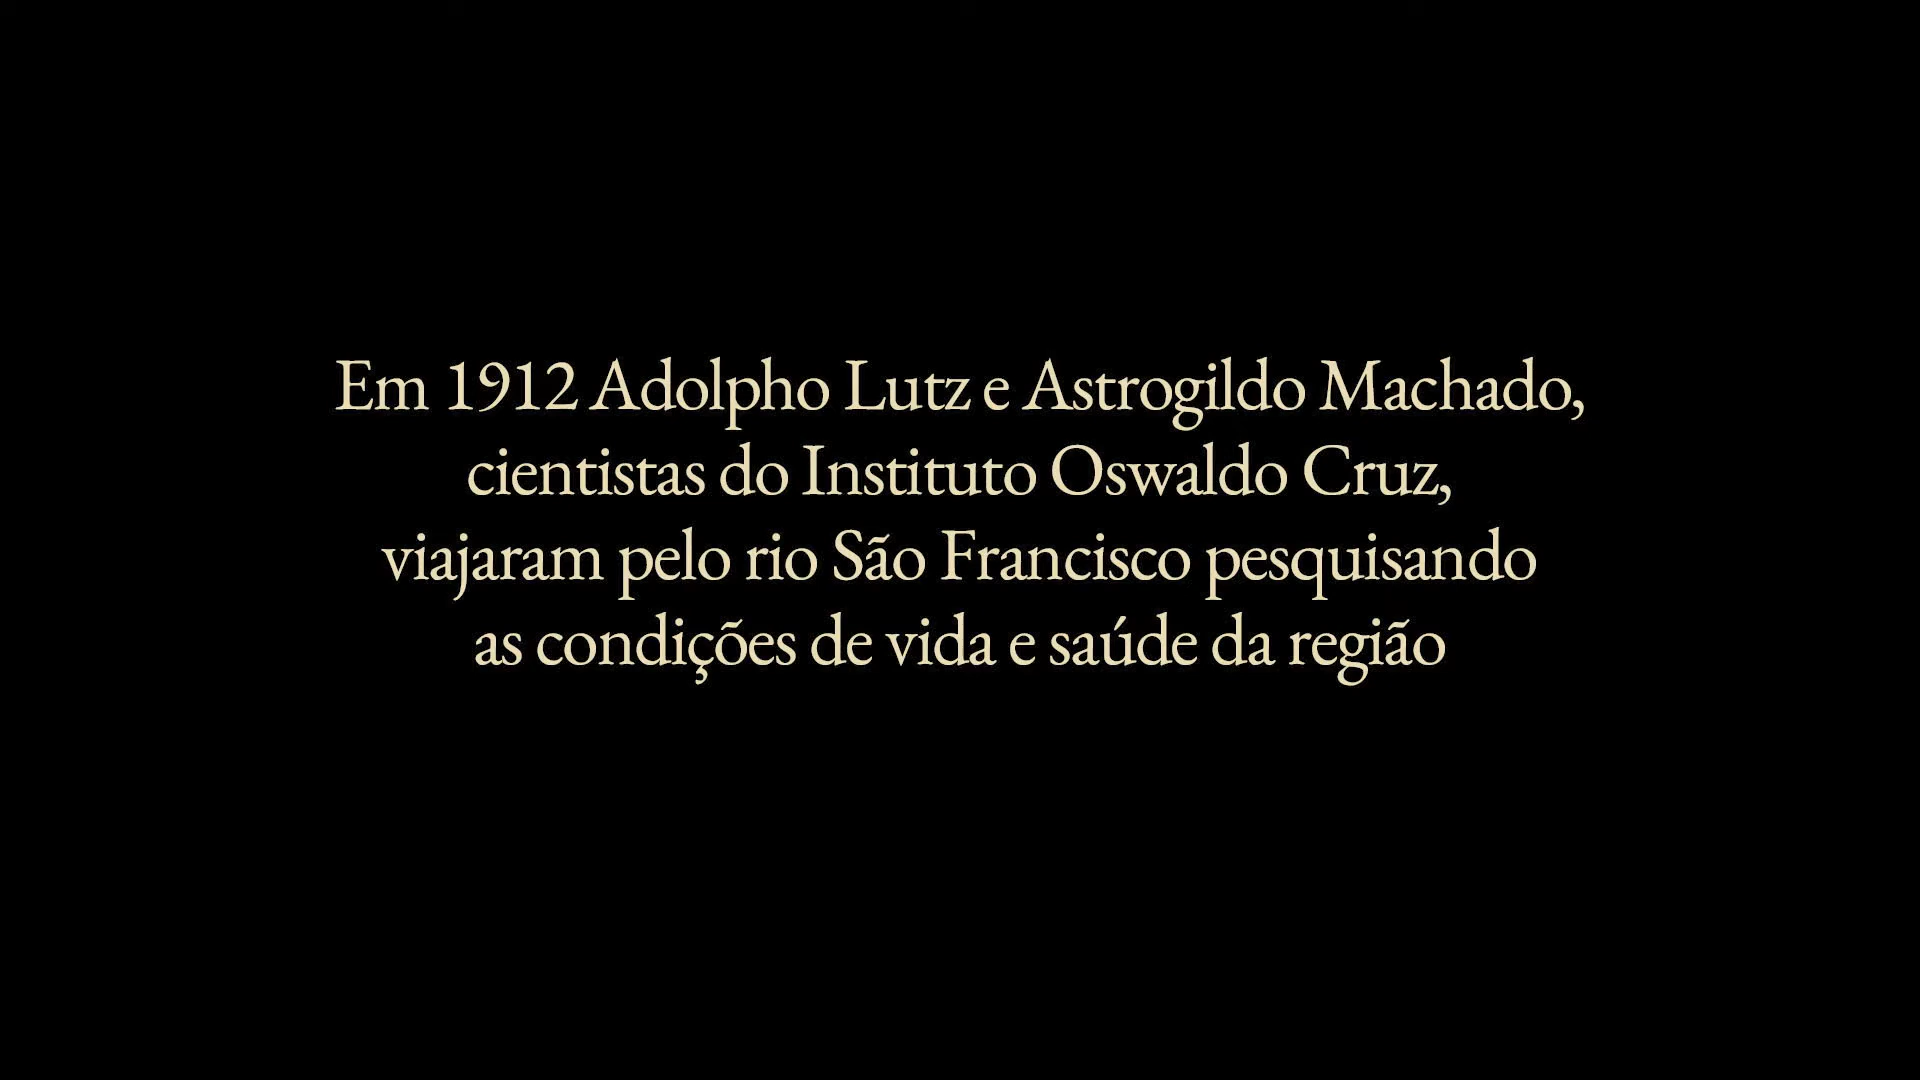 Em 1912 Adolpho Lutz e Astrogildo Machado,
cientistas do Instituto Oswaldo Cruz,
viajaram pelo rio São Francisco pesquisando
as condições de vida e saúde da região